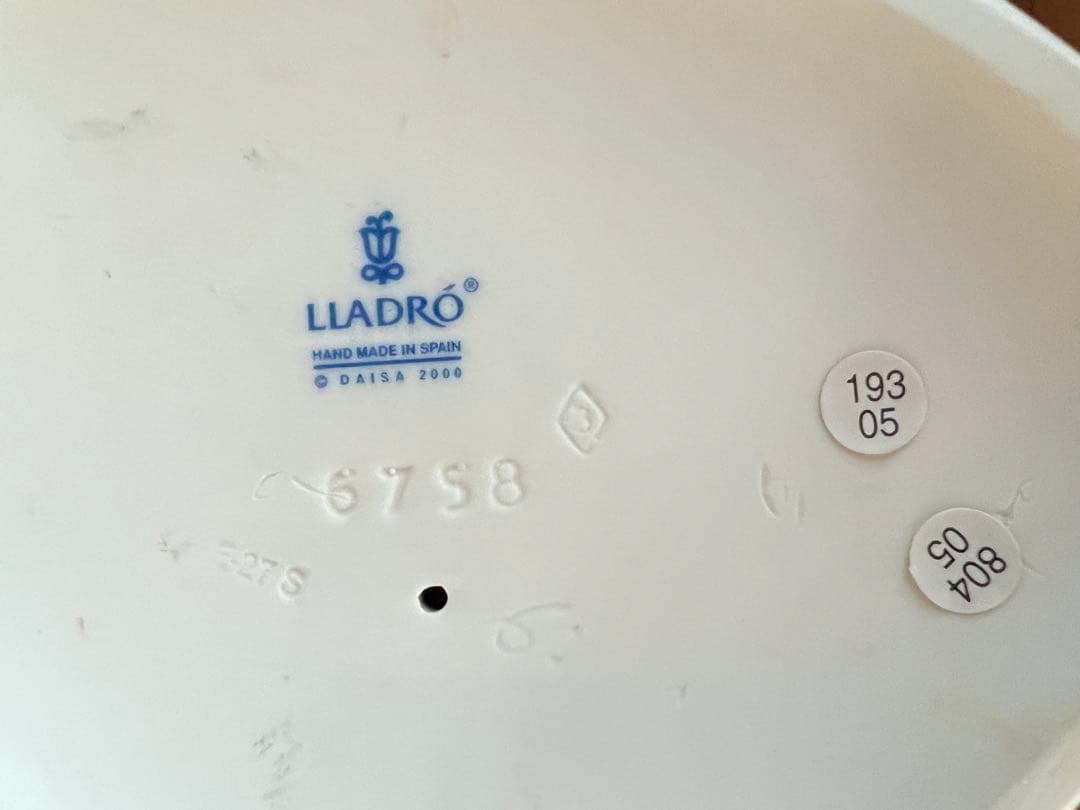 LLADRÓ®
HAND MADE IN SPAIN
© DAISA 2000
6758
193
05
804
05